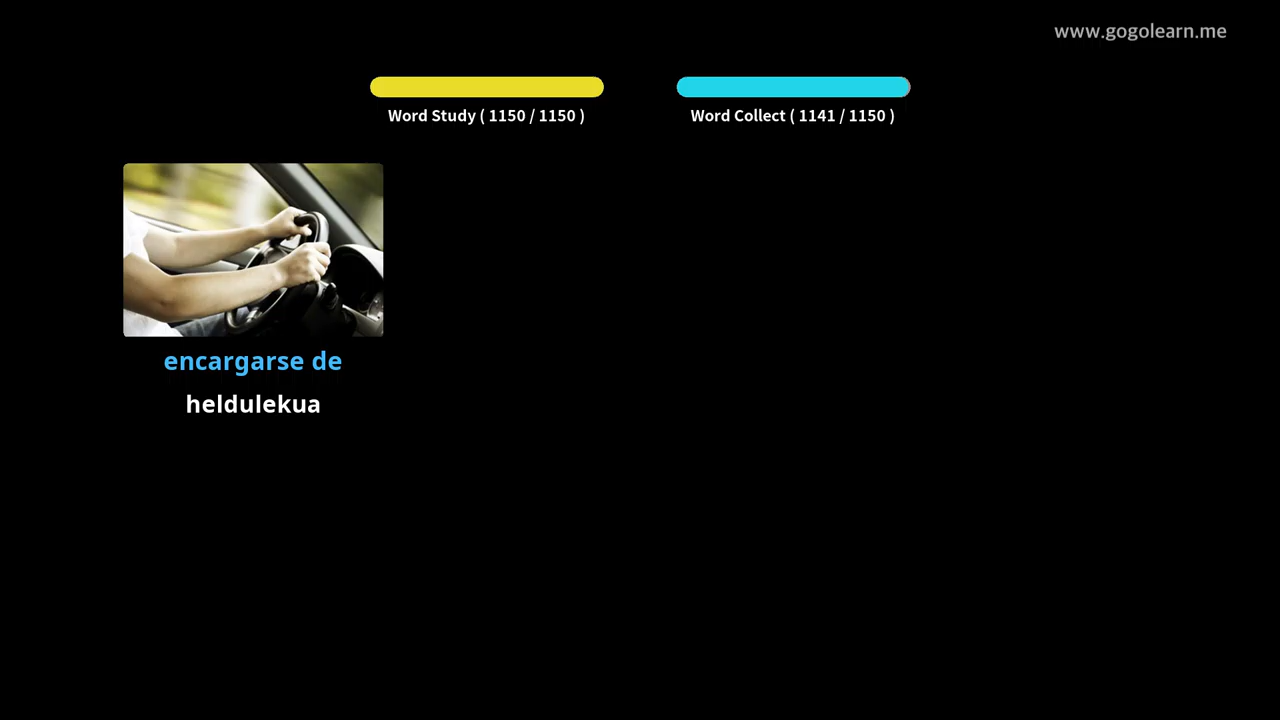 www.gogolearn.me
Word Study ( 1150 / 1150 )
Word Collect ( 1141 / 1150 )
encargarse de
heldulekua